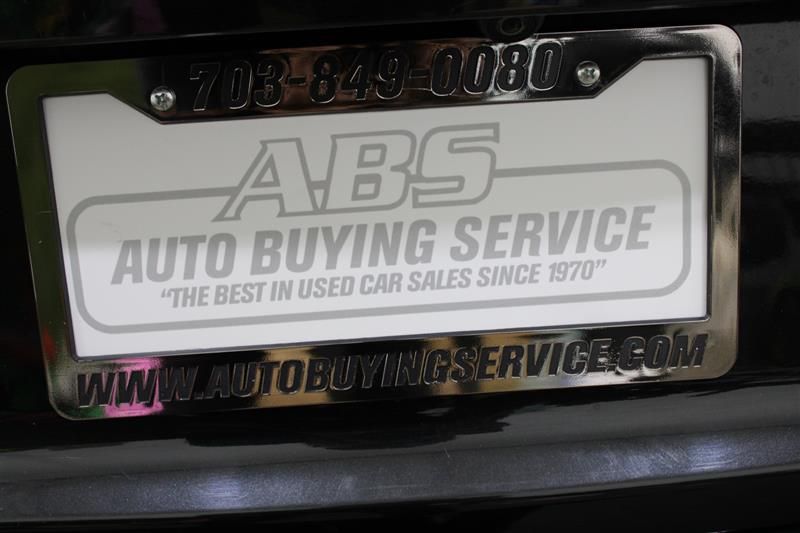 703-849-0080
ABS
AUTO BUYING SERVICE
“THE BEST IN USED CAR SALES SINCE 1970”
WWW.AUTOBUYINGSERVICE.COM